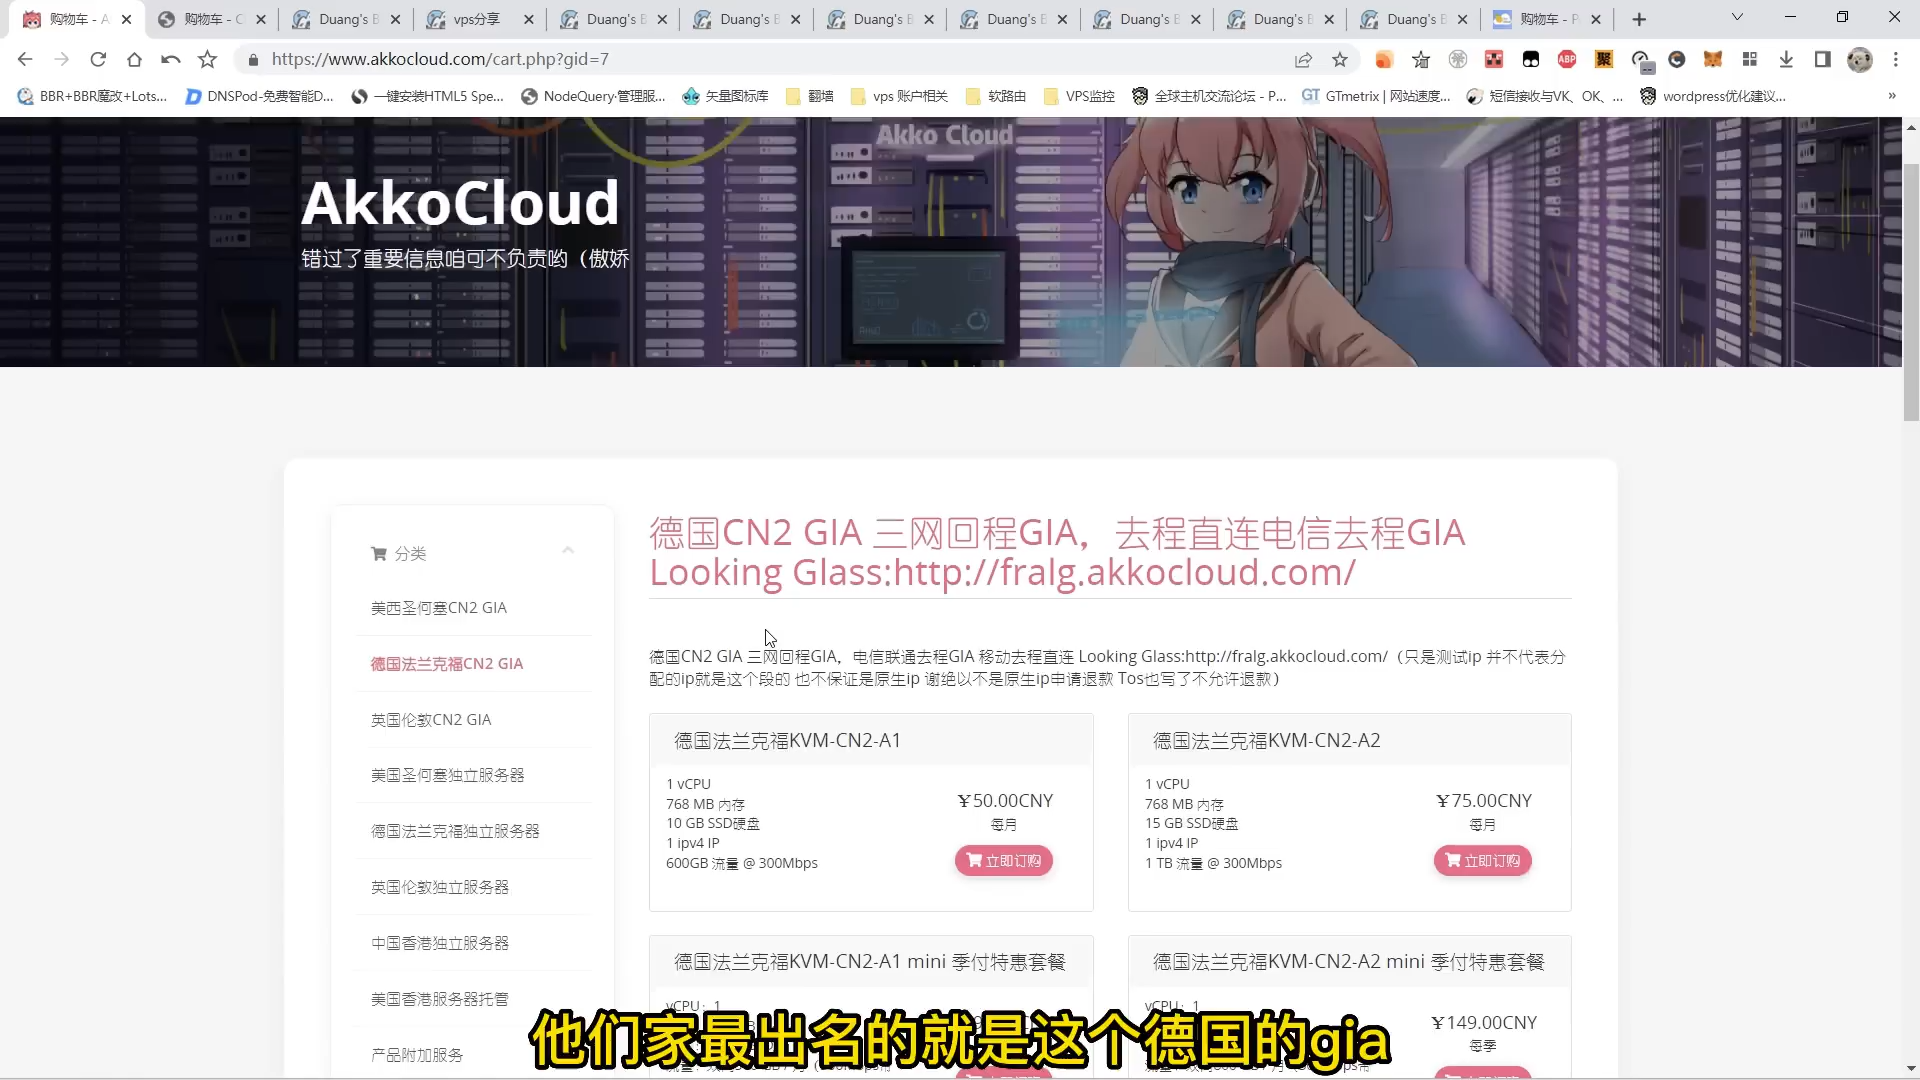 购物车 - A
购物车 - C
Duang's B
vps分享
Duang's B
Duang's B
Duang's B
Duang's B
Duang's B
Duang's B
Duang's B
购物车 - P
https://www.akkocloud.com/cart.php?gid=7
BBR+BBR魔改+Lots...
DNSPod-免费智能D...
一键安装HTML5 Spe...
NodeQuery·管理服...
矢量图标库
翻墙
vps 账户相关
软路由
VPS监控
全球主机交流论坛 - P...
GTmetrix | 网站速度...
短信接收与VK、OK、...
wordpress优化建议...
Akko Cloud
AkkoCloud
错过了重要信息咱可不负责哟（傲娇
分类
美西圣何塞CN2 GIA
德国法兰克福CN2 GIA
英国伦敦CN2 GIA
美国圣何塞独立服务器
德国法兰克福独立服务器
英国伦敦独立服务器
中国香港独立服务器
美国香港服务器托管
产品附加服务
德国CN2 GIA 三网回程GIA，去程直连电信去程GIA
Looking Glass:http://fralg.akkocloud.com/
德国CN2 GIA 三网回程GIA，电信联通去程GIA 移动去程直连 Looking Glass:http://fralg.akkocloud.com/（只是测试ip 并不代表分
配的ip就是这个段的 也不保证是原生ip 谢绝以不是原生ip申请退款 Tos也写了不允许退款）
德国法兰克福KVM-CN2-A1
1 vCPU
768 MB 内存
10 GB SSD硬盘
1 ipv4 IP
600GB 流量 @ 300Mbps
¥50.00CNY
每月
立即订购
德国法兰克福KVM-CN2-A2
1 vCPU
768 MB 内存
15 GB SSD硬盘
1 ipv4 IP
1 TB 流量 @ 300Mbps
¥75.00CNY
每月
立即订购
德国法兰克福KVM-CN2-A1 mini 季付特惠套餐
vCPU：1
德国法兰克福KVM-CN2-A2 mini 季付特惠套餐
vCPU：1
¥149.00CNY
每季
他们家最出名的就是这个德国的gia